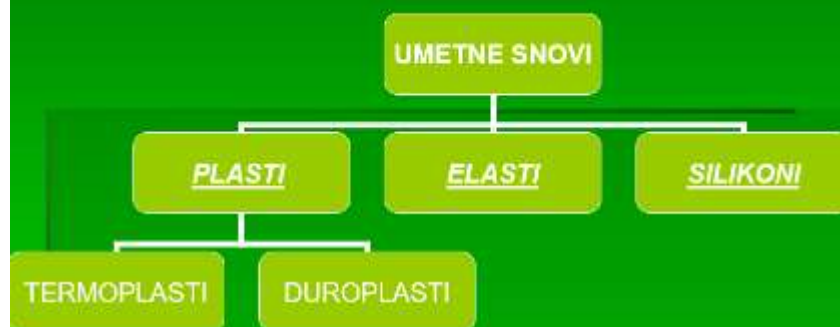 UMETNE SNOVI
PLASTI
ELASTI
SILIKONI
TERMOPLASTI
DUROPLASTI